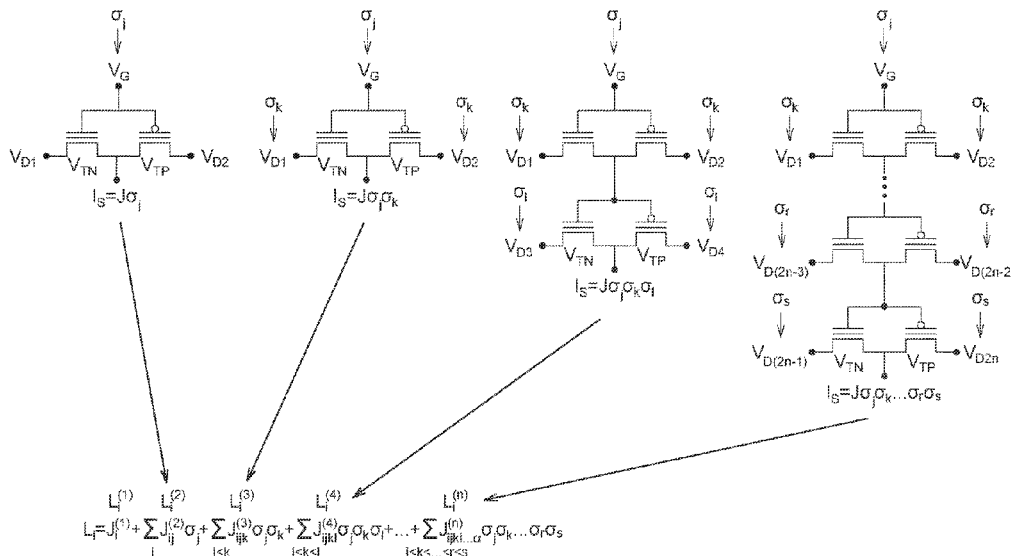 σj σj σj σj
VG VG VG VG
σk σk σk σk σk σk
VD1 VTN VTP VD2 VD1 VTN VTP VD2 VD1 VD2 VD1 VD2
IS=Jσj IS=Jσjσk
σl σl σr σr
VD3 VTN VTP VD4 VD(2n-3) VD(2n-2
IS=Jσjσkσl
σs σs
VD(2n-1) VTN VTP VD2n
IS=Jσjσk...σrσs
Li(1) Li(2) Li(3) Li(4) Li(n)
Li=Ji(1)+∑Jij(2)σj+∑Jijk(3)σjσk+∑Jijkl(4)σjσkσl+...+∑Jijkl...(n)σjσk...σrσs
j j<k j<k<l j<k<...<r<s